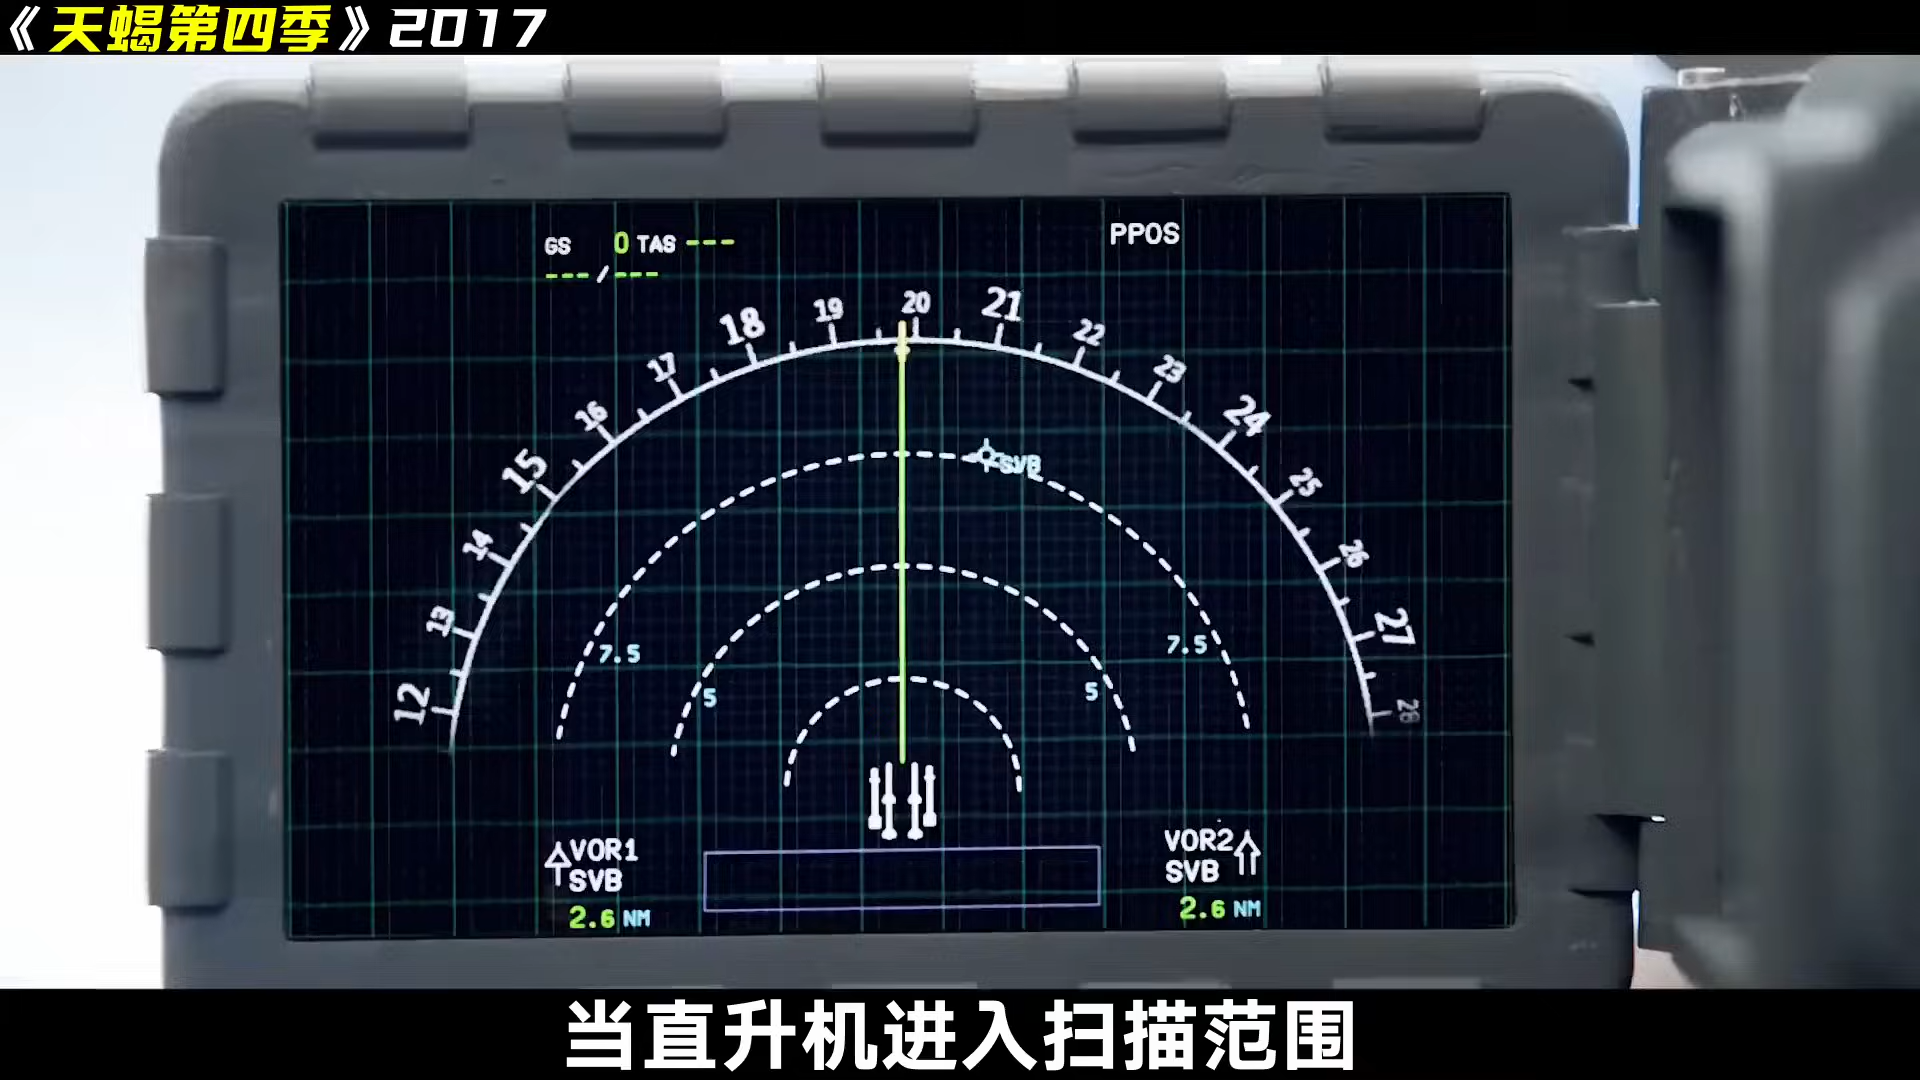 《天蝎第四季》2017
GS 0 TAS ---
--- / ---
PPOS
12 13 14 15 16 17 18 19 20 21 22 23 24 25 26 27 28
SVB
7.5 7.5
5 5
VOR1
SVB
2.6 NM
VOR2
SVB
2.6 NM
当直升机进入扫描范围